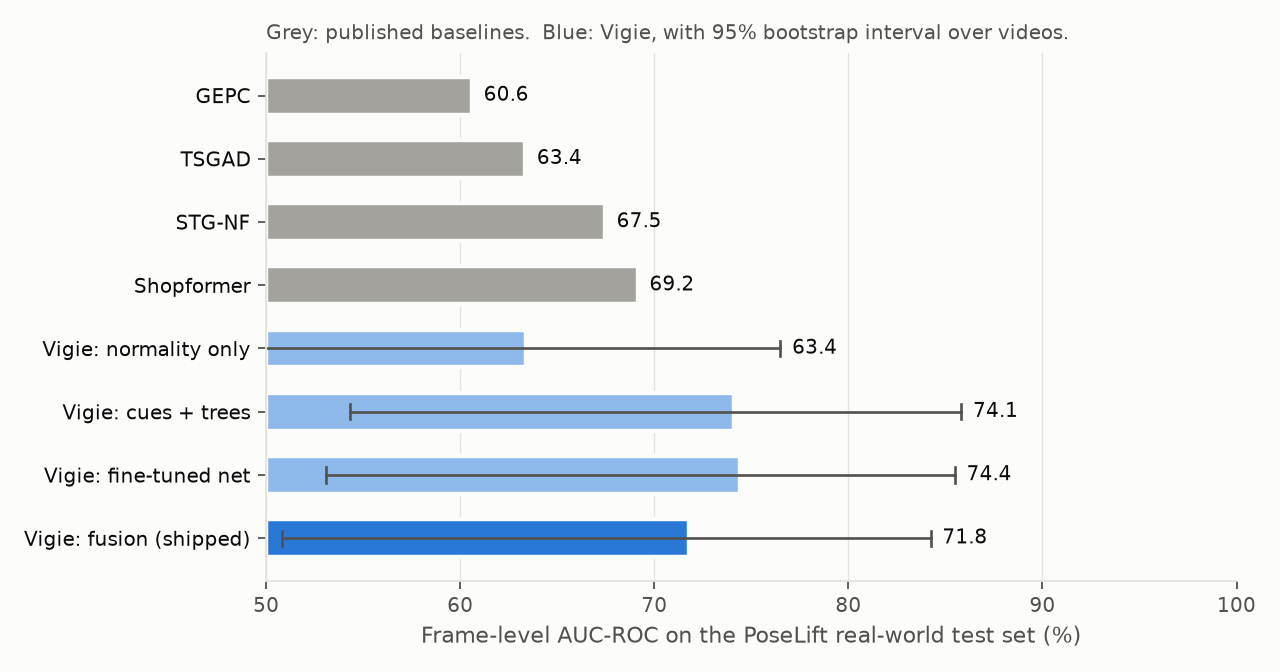 Grey: published baselines.  Blue: Vigie, with 95% bootstrap interval over videos.
GEPC 60.6
TSGAD 63.4
STG-NF 67.5
Shopformer 69.2
Vigie: normality only 63.4
Vigie: cues + trees 74.1
Vigie: fine-tuned net 74.4
Vigie: fusion (shipped) 71.8
50 60 70 80 90 100
Frame-level AUC-ROC on the PoseLift real-world test set (%)